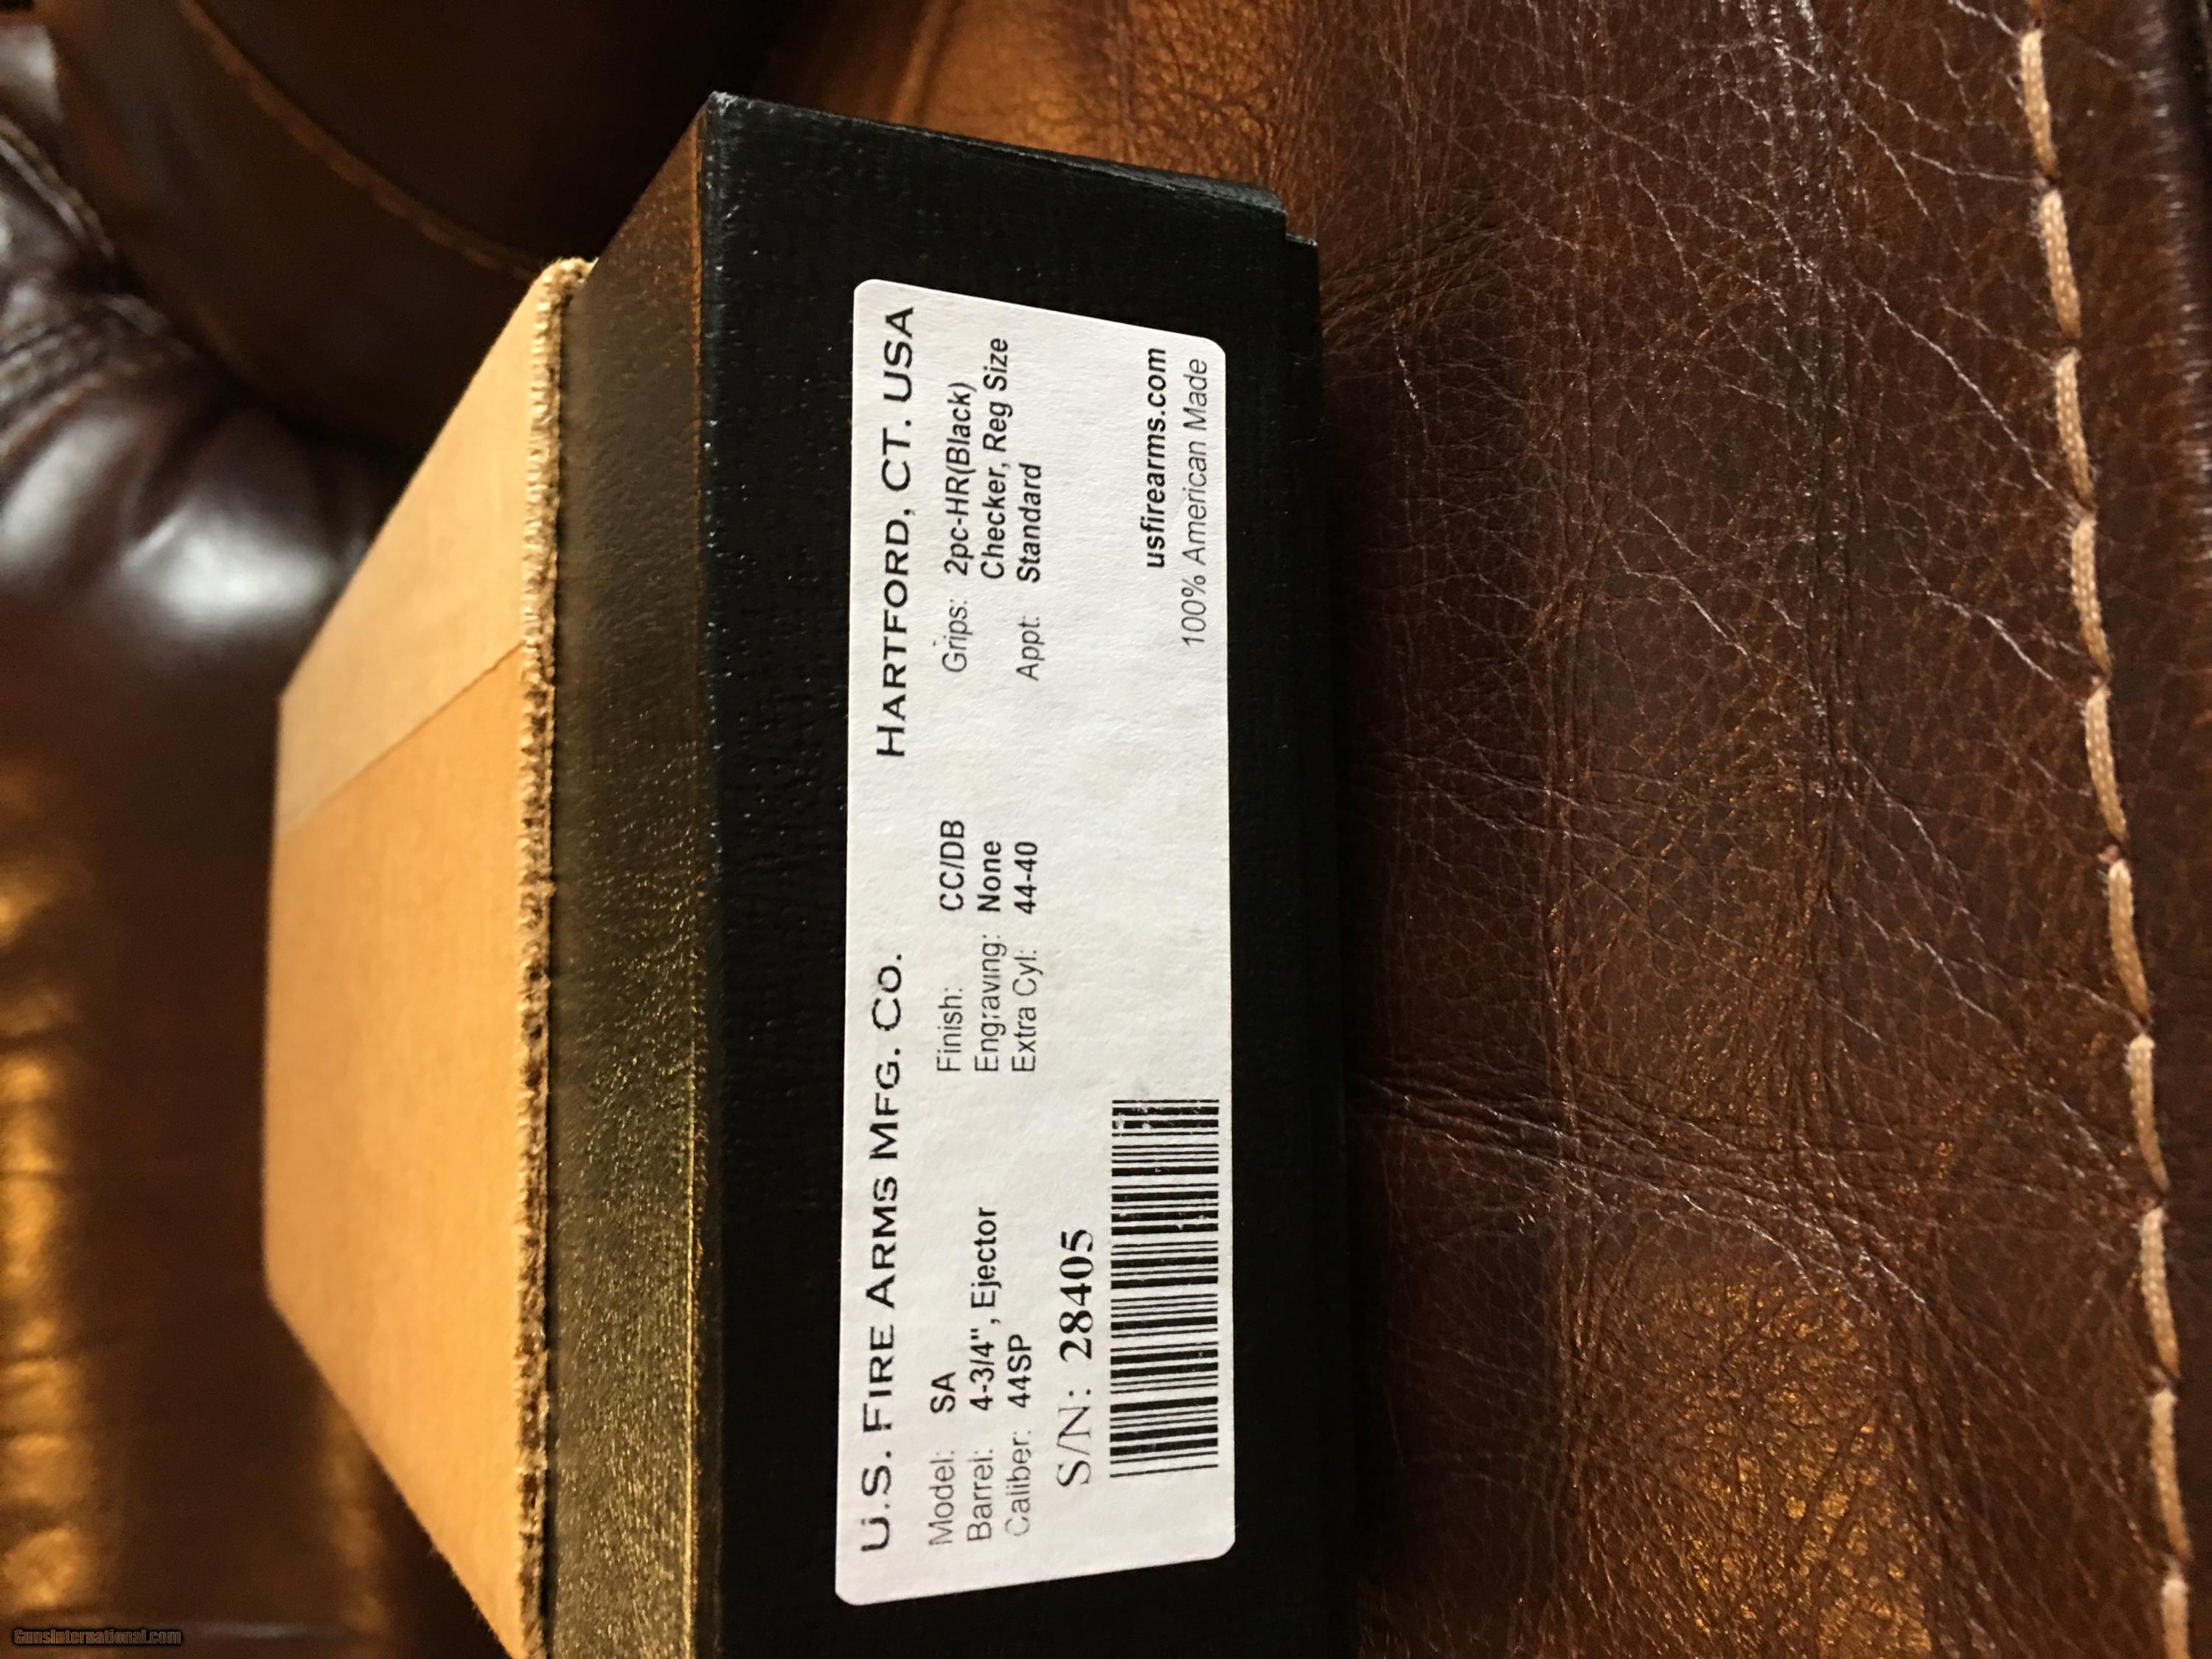 U.S. FIRE ARMS MFG. CO. HARTFORD, CT. USA
Model: SA Finish: CC/DB Grips: 2pc-HR(Black)
Barrel: 4-3/4", Ejector Engraving: None Checker, Reg Size
Caliber: 44SP Extra Cyl: 44-40 Appt: Standard
S/N: 28405
usfirearms.com
100% American Made
GunsInternational.com